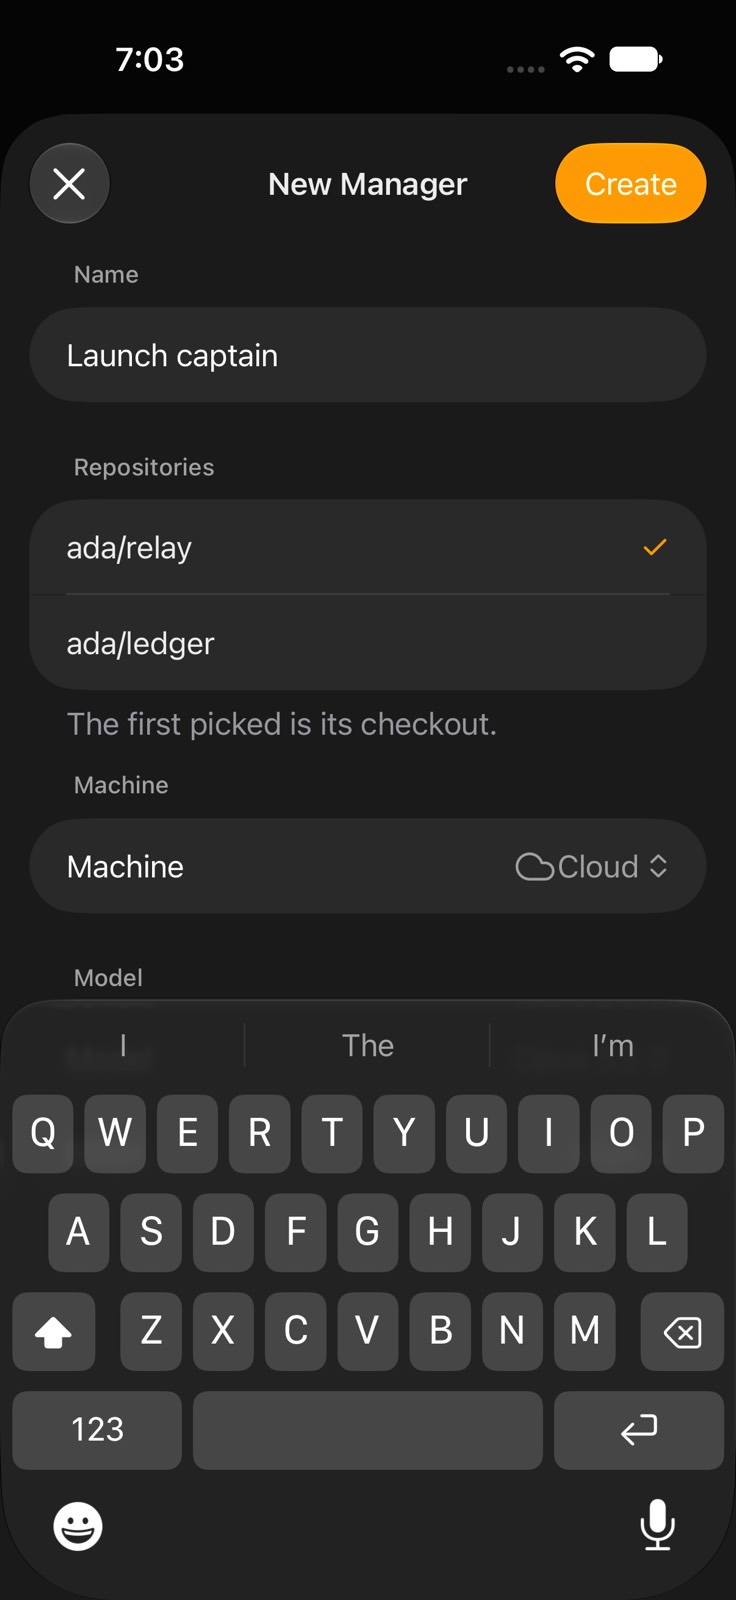 7:03
New Manager
Create
Name
Launch captain
Repositories
ada/relay
ada/ledger
The first picked is its checkout.
Machine
Machine
Cloud
Model
I
The
I’m
Q W E R T Y U I O P
A S D F G H J K L
Z X C V B N M
123